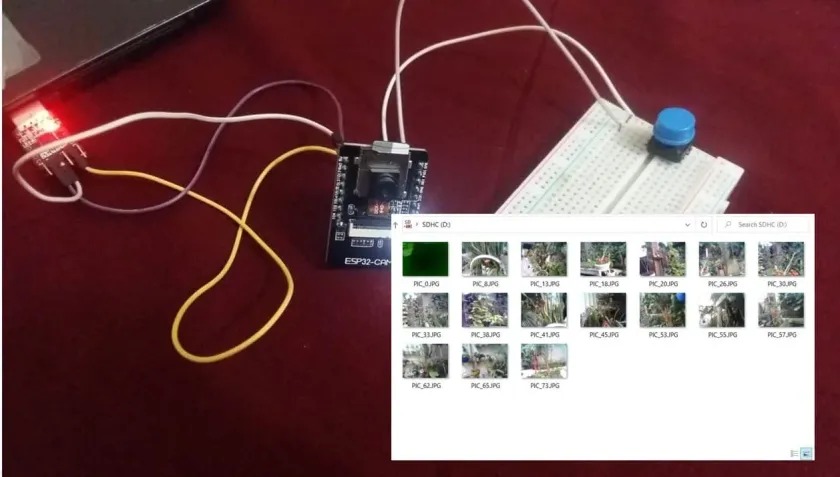 ESP32-CAM
SDHC (D:)
Search SDHC (D:)
PIC_0.JPG
PIC_8.JPG
PIC_13.JPG
PIC_18.JPG
PIC_20.JPG
PIC_26.JPG
PIC_30.JPG
PIC_33.JPG
PIC_38.JPG
PIC_41.JPG
PIC_45.JPG
PIC_53.JPG
PIC_55.JPG
PIC_57.JPG
PIC_62.JPG
PIC_65.JPG
PIC_73.JPG